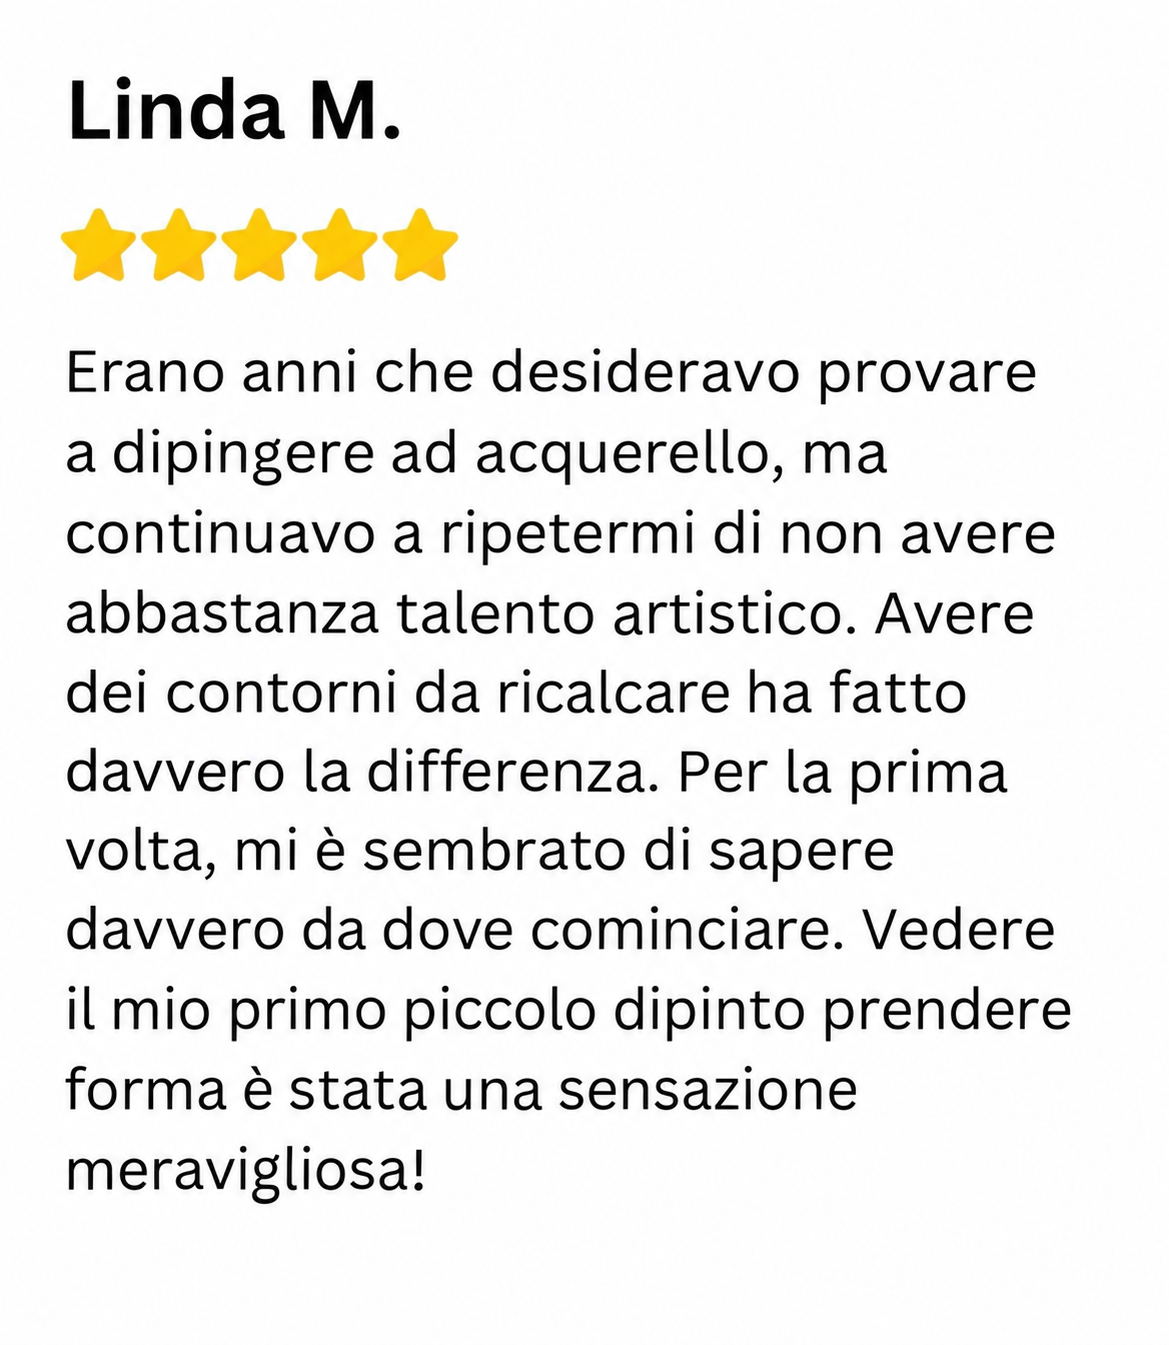 Linda M.
Erano anni che desideravo provare
a dipingere ad acquerello, ma
continuavo a ripetermi di non avere
abbastanza talento artistico. Avere
dei contorni da ricalcare ha fatto
davvero la differenza. Per la prima
volta, mi è sembrato di sapere
davvero da dove cominciare. Vedere
il mio primo piccolo dipinto prendere
forma è stata una sensazione
meravigliosa!